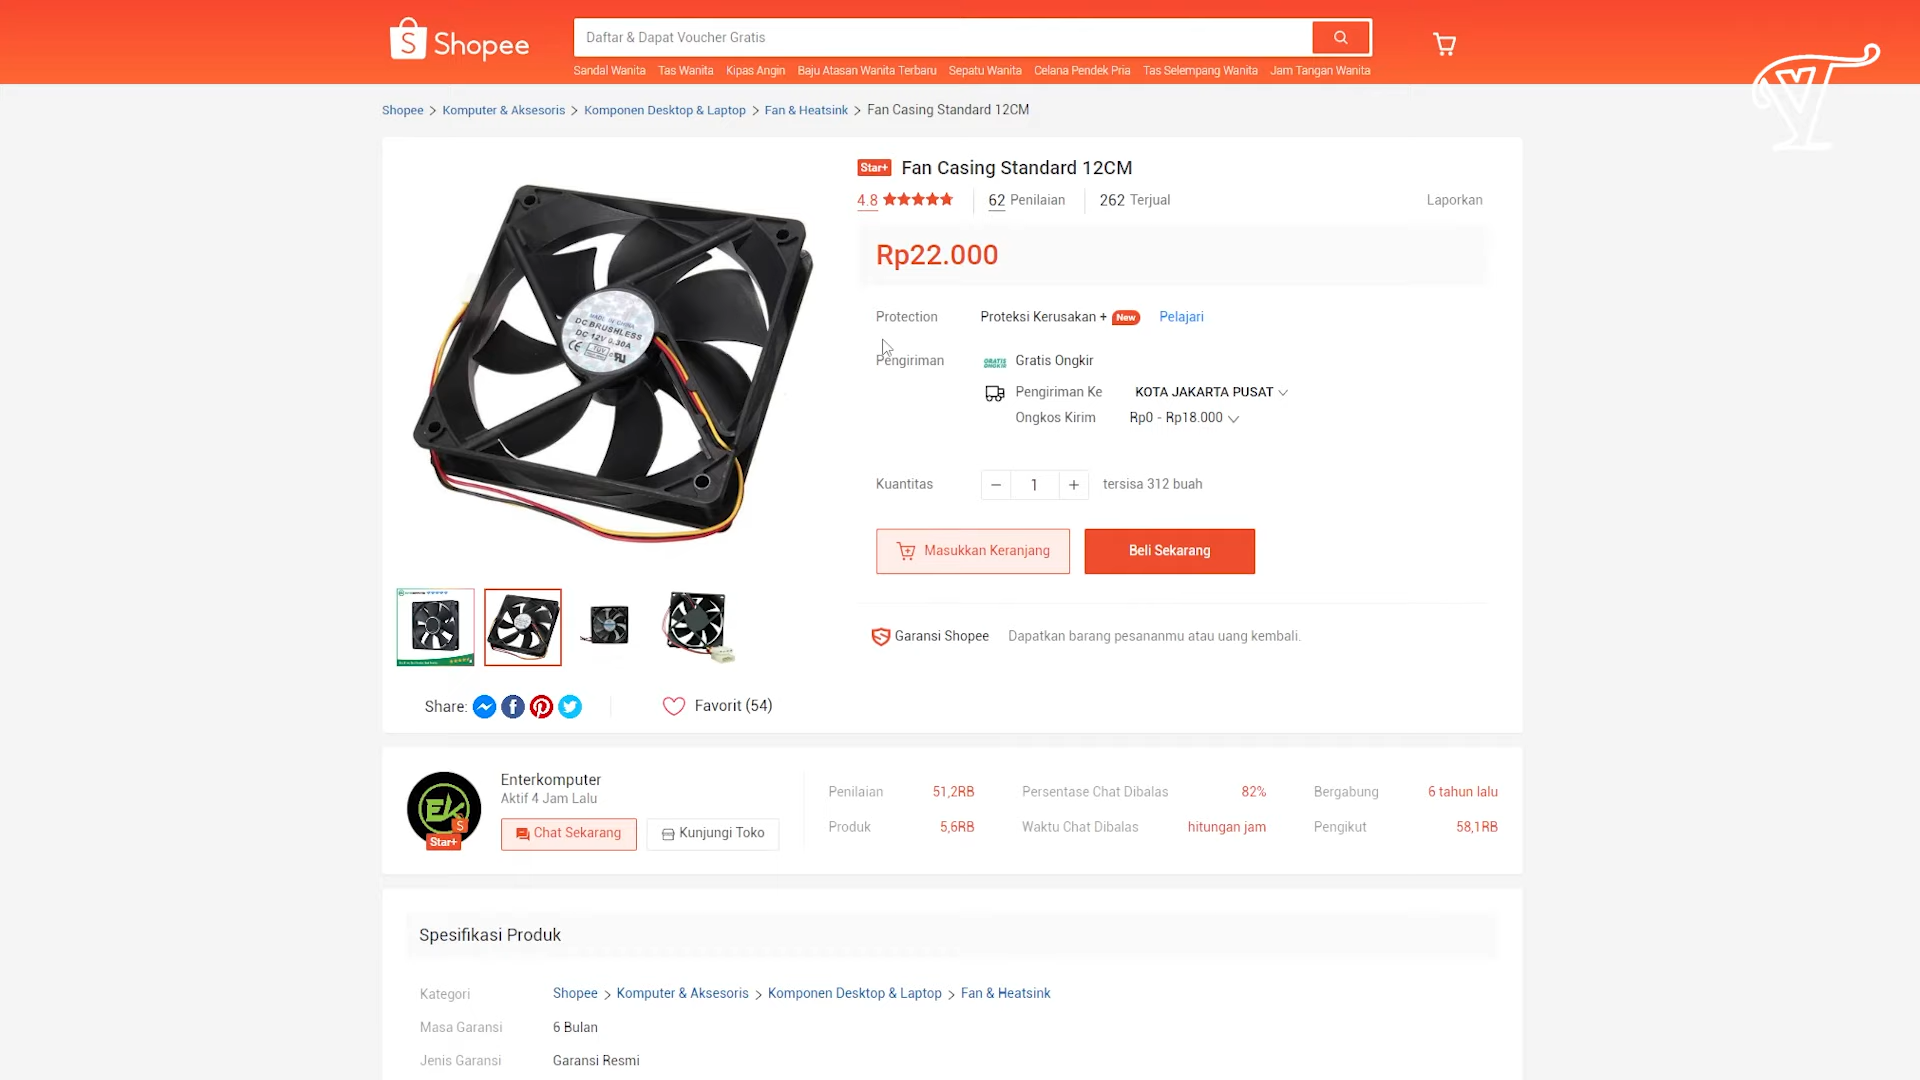 Shopee
Daftar & Dapat Voucher Gratis
Sandal Wanita Tas Wanita Kipas Angin Baju Atasan Wanita Terbaru Sepatu Wanita Celana Pendek Pria Tas Selempang Wanita Jam Tangan Wanita
Shopee > Komputer & Aksesoris > Komponen Desktop & Laptop > Fan & Heatsink > Fan Casing Standard 12CM
Star+ Fan Casing Standard 12CM
4.8 62 Penilaian 262 Terjual Laporkan
Rp22.000
Protection Proteksi Kerusakan + New Pelajari
Pengiriman GRATIS ONGKIR Gratis Ongkir
Pengiriman Ke KOTA JAKARTA PUSAT
Ongkos Kirim Rp0 - Rp18.000
Kuantitas − 1 + tersisa 312 buah
Masukkan Keranjang Beli Sekarang
Garansi Shopee Dapatkan barang pesananmu atau uang kembali.
MADE IN CHINA
DC BRUSHLESS
DC 12V 0.30A
Share: Favorit (54)
Enterkomputer
Aktif 4 Jam Lalu
EK
Star+
Chat Sekarang Kunjungi Toko
Penilaian 51,2RB Persentase Chat Dibalas 82% Bergabung 6 tahun lalu
Produk 5,6RB Waktu Chat Dibalas hitungan jam Pengikut 58,1RB
Spesifikasi Produk
Kategori Shopee > Komputer & Aksesoris > Komponen Desktop & Laptop > Fan & Heatsink
Masa Garansi 6 Bulan
Jenis Garansi Garansi Resmi